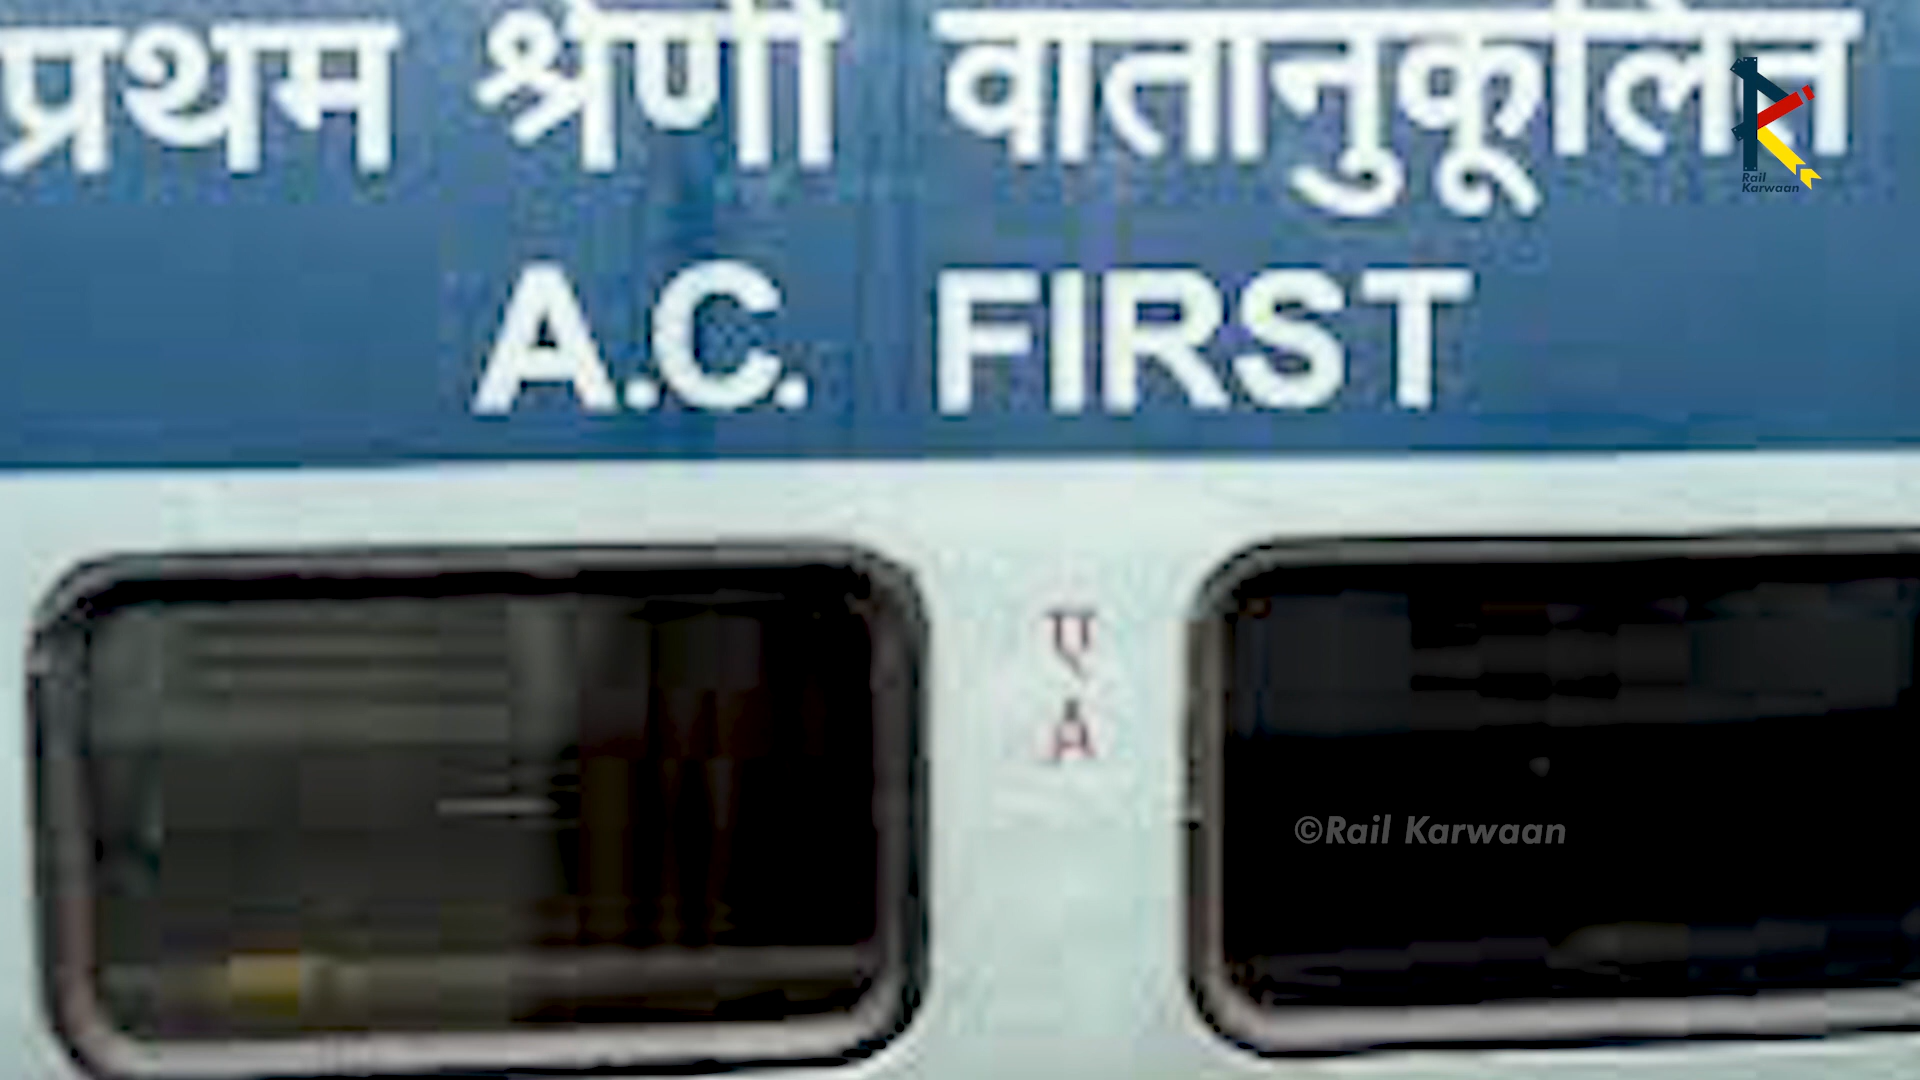 प्रथम श्रेणी वातानुकूलित
Rail
Karwaan
A.C. FIRST
ए
A
©Rail Karwaan